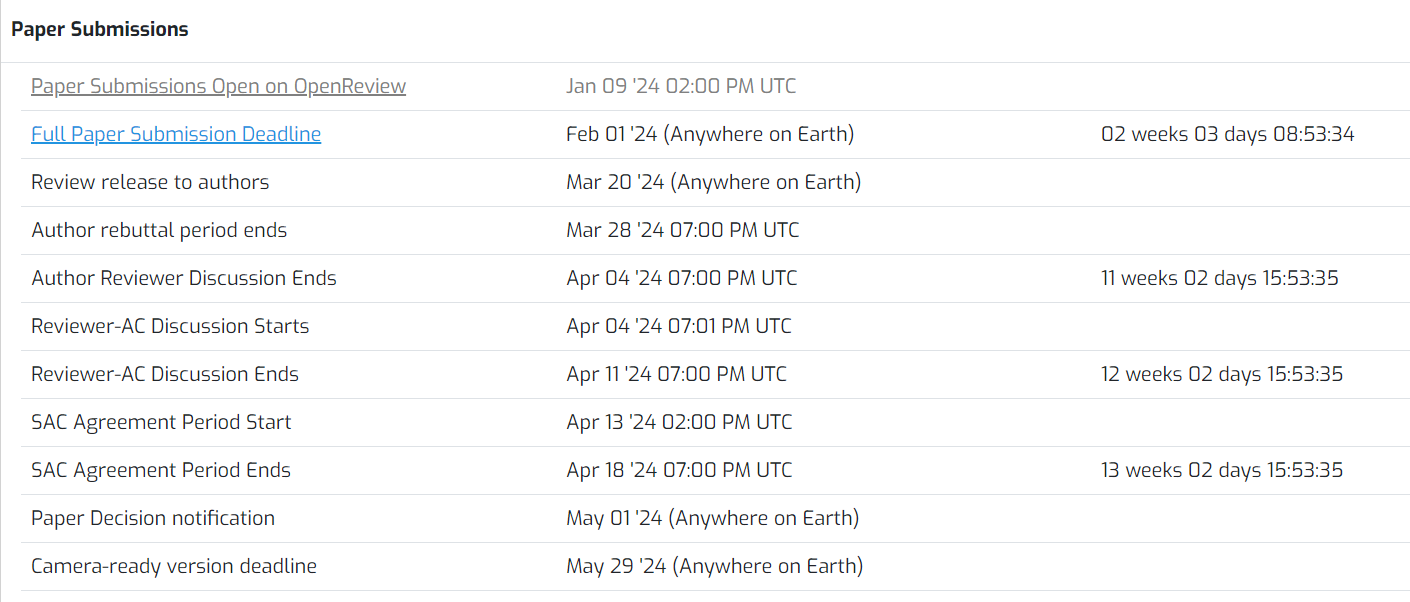 Paper Submissions
Paper Submissions Open on OpenReview Jan 09 '24 02:00 PM UTC
Full Paper Submission Deadline Feb 01 '24 (Anywhere on Earth) 02 weeks 03 days 08:53:34
Review release to authors Mar 20 '24 (Anywhere on Earth)
Author rebuttal period ends Mar 28 '24 07:00 PM UTC
Author Reviewer Discussion Ends Apr 04 '24 07:00 PM UTC 11 weeks 02 days 15:53:35
Reviewer-AC Discussion Starts Apr 04 '24 07:01 PM UTC
Reviewer-AC Discussion Ends Apr 11 '24 07:00 PM UTC 12 weeks 02 days 15:53:35
SAC Agreement Period Start Apr 13 '24 02:00 PM UTC
SAC Agreement Period Ends Apr 18 '24 07:00 PM UTC 13 weeks 02 days 15:53:35
Paper Decision notification May 01 '24 (Anywhere on Earth)
Camera-ready version deadline May 29 '24 (Anywhere on Earth)